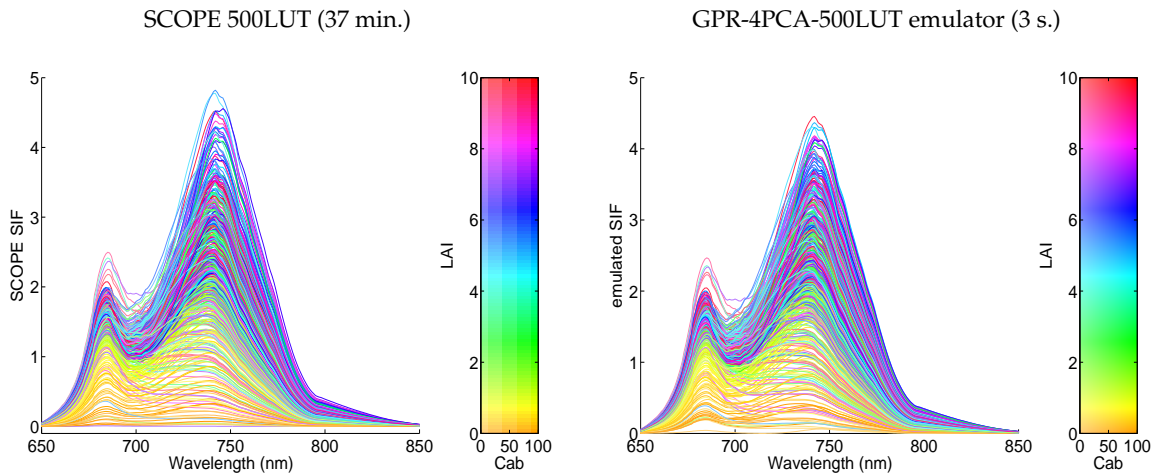 SCOPE 500LUT (37 min.)
SCOPE SIF
5
4
3
2
1
0
650 700 750 800 850
Wavelength (nm)
LAI
10
8
6
4
2
0
0 50 100
Cab
GPR-4PCA-500LUT emulator (3 s.)
emulated SIF
5
4
3
2
1
0
650 700 750 800 850
Wavelength (nm)
LAI
10
8
6
4
2
0
0 50 100
Cab